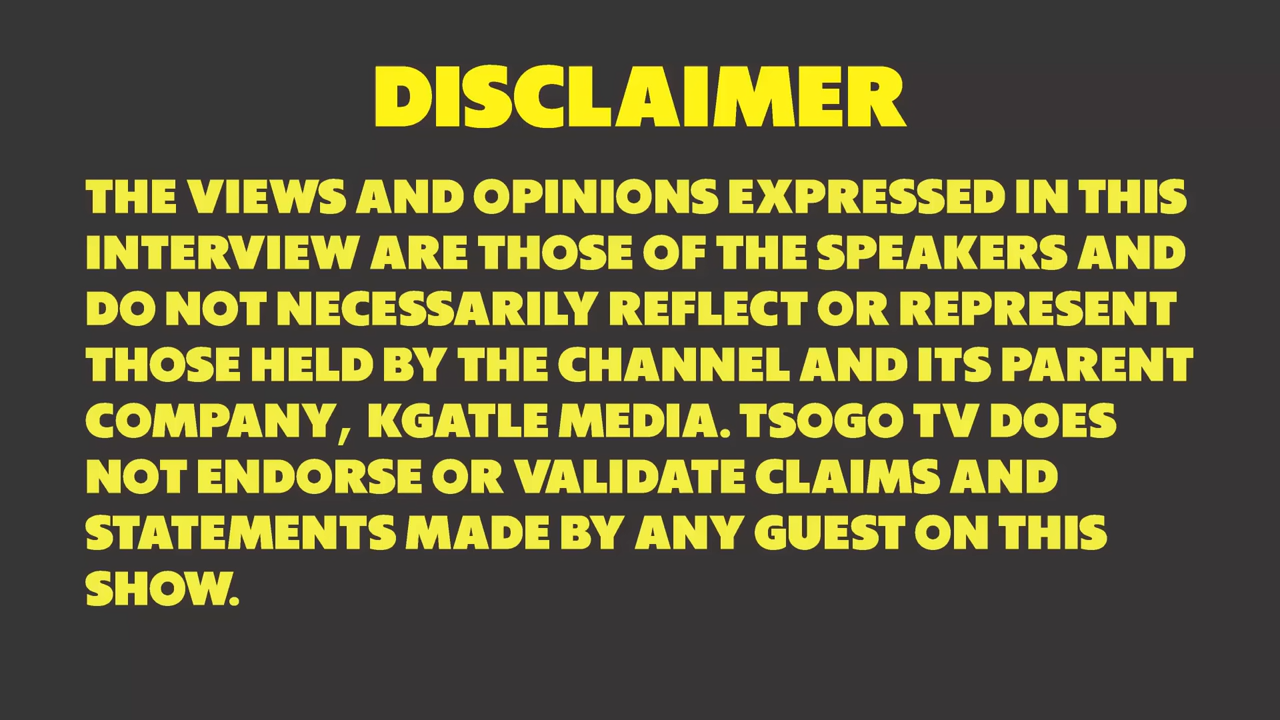 DISCLAIMER
THE VIEWS AND OPINIONS EXPRESSED IN THIS
INTERVIEW ARE THOSE OF THE SPEAKERS AND
DO NOT NECESSARILY REFLECT OR REPRESENT
THOSE HELD BY THE CHANNEL AND ITS PARENT
COMPANY, KGATLE MEDIA. TSOGO TV DOES
NOT ENDORSE OR VALIDATE CLAIMS AND
STATEMENTS MADE BY ANY GUEST ON THIS
SHOW.